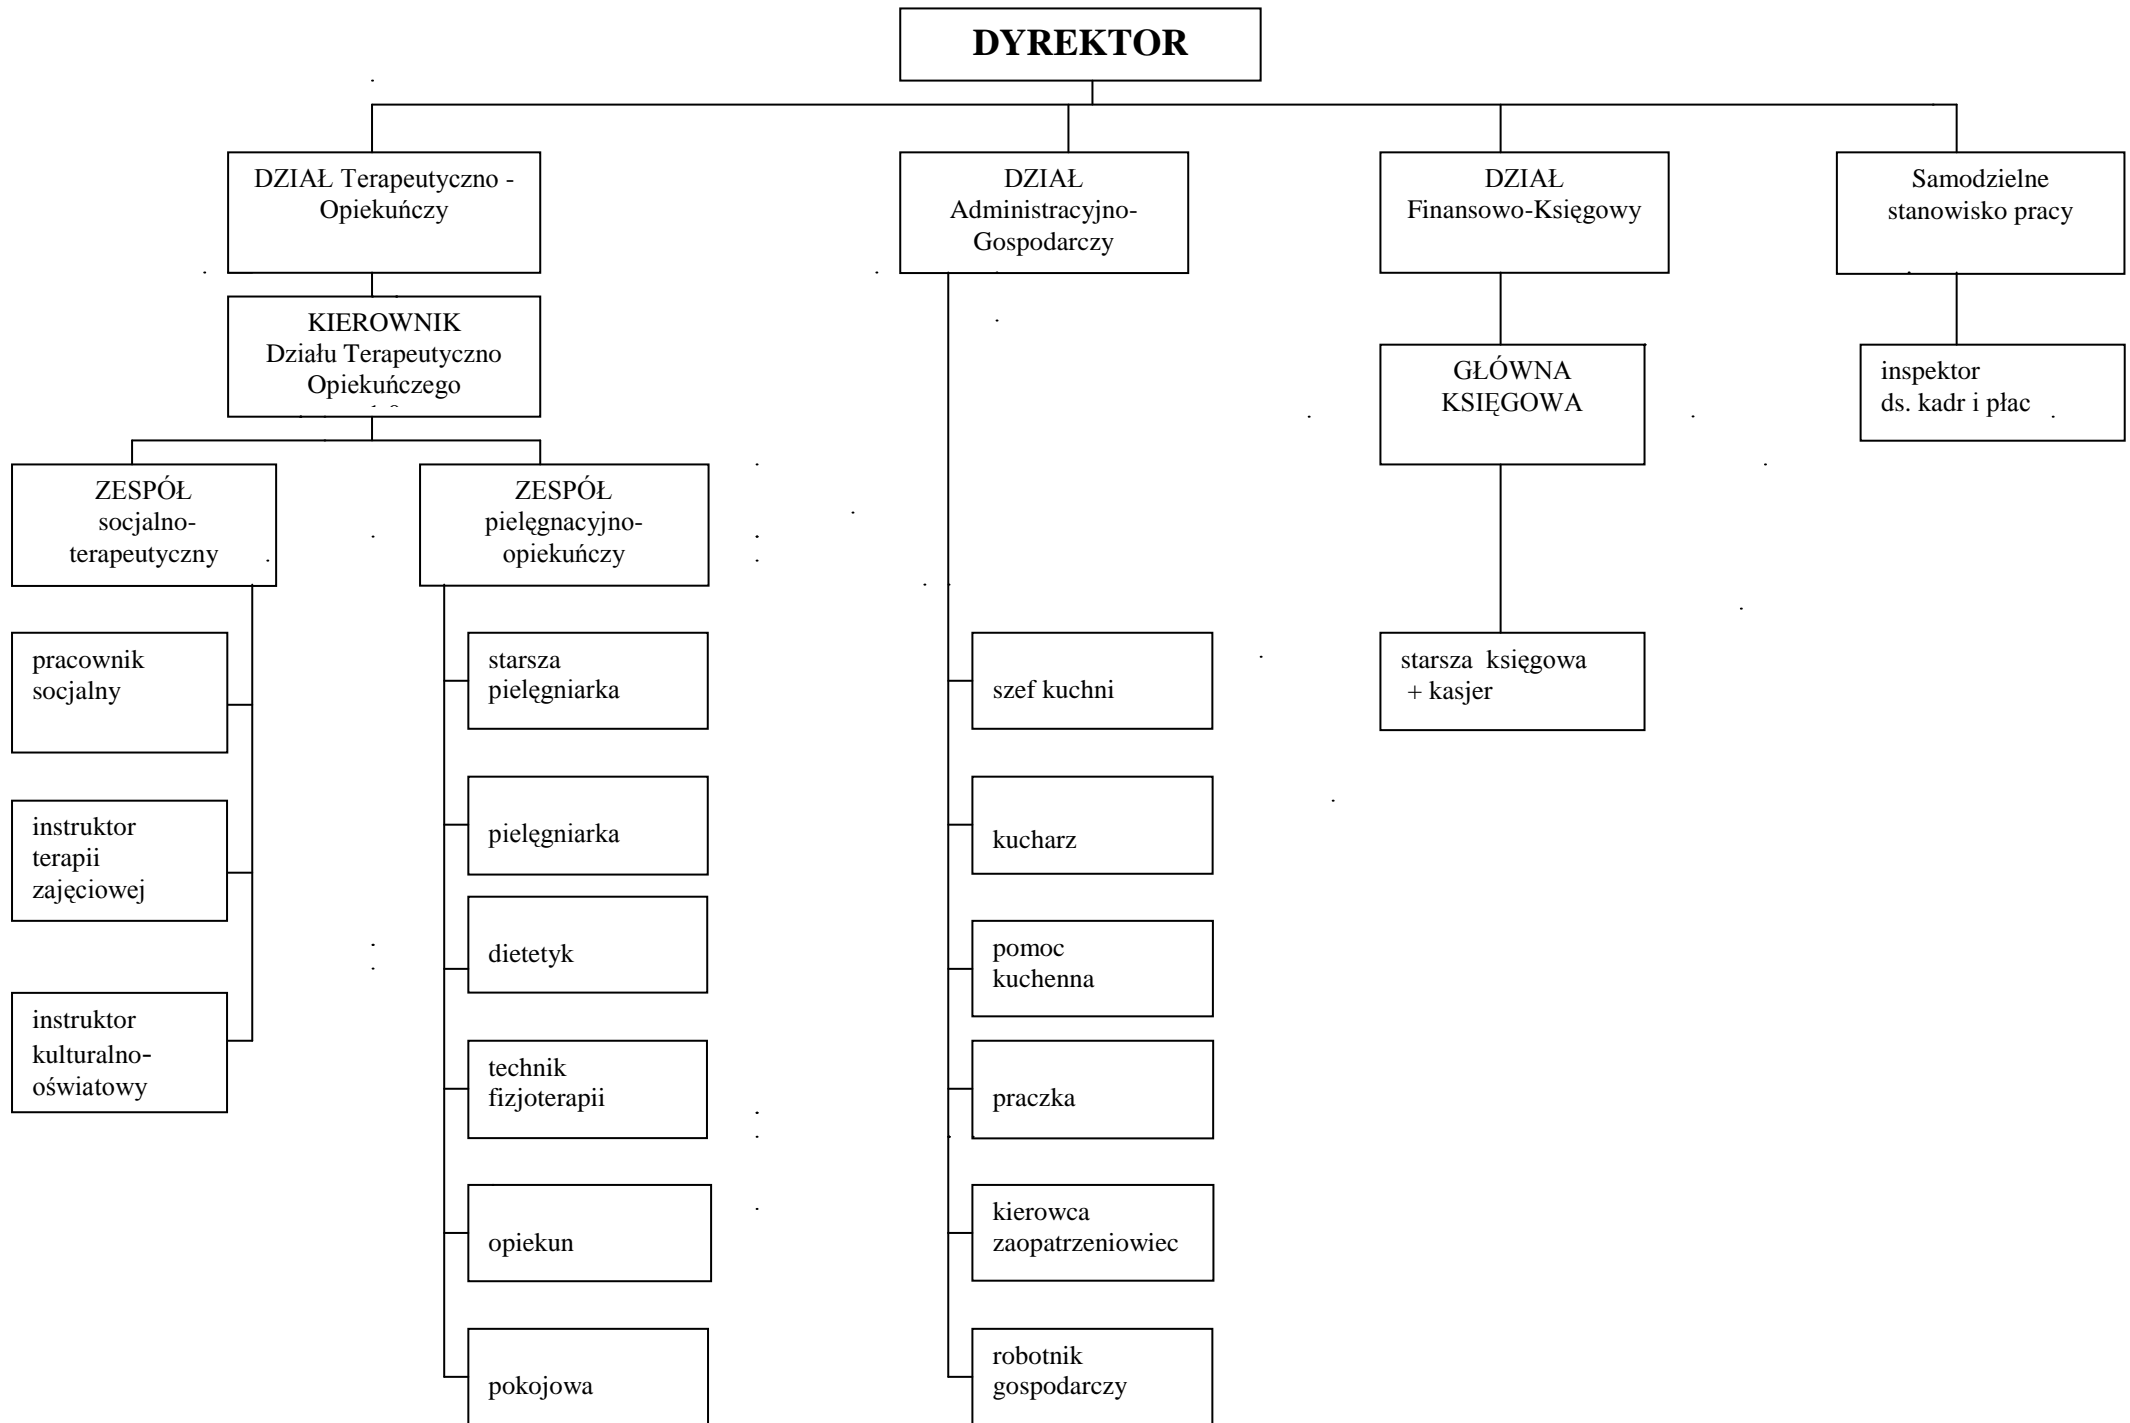 DYREKTOR
DZIAŁ Terapeutyczno -
Opiekuńczy
DZIAŁ
Administracyjno-
Gospodarczy
DZIAŁ
Finansowo-Księgowy
Samodzielne
stanowisko pracy
KIEROWNIK
Działu Terapeutyczno
Opiekuńczego
GŁÓWNA
KSIĘGOWA
inspektor
ds. kadr i płac
ZESPÓŁ
socjalno-
terapeutyczny
ZESPÓŁ
pielęgnacyjno-
opiekuńczy
pracownik
socjalny
instruktor
terapii
zajęciowej
instruktor
kulturalno-
oświatowy
starsza
pielęgniarka
pielęgniarka
dietetyk
technik
fizjoterapii
opiekun
pokojowa
szef kuchni
kucharz
pomoc
kuchenna
praczka
kierowca
zaopatrzeniowiec
robotnik
gospodarczy
starsza  księgowa
+ kasjer